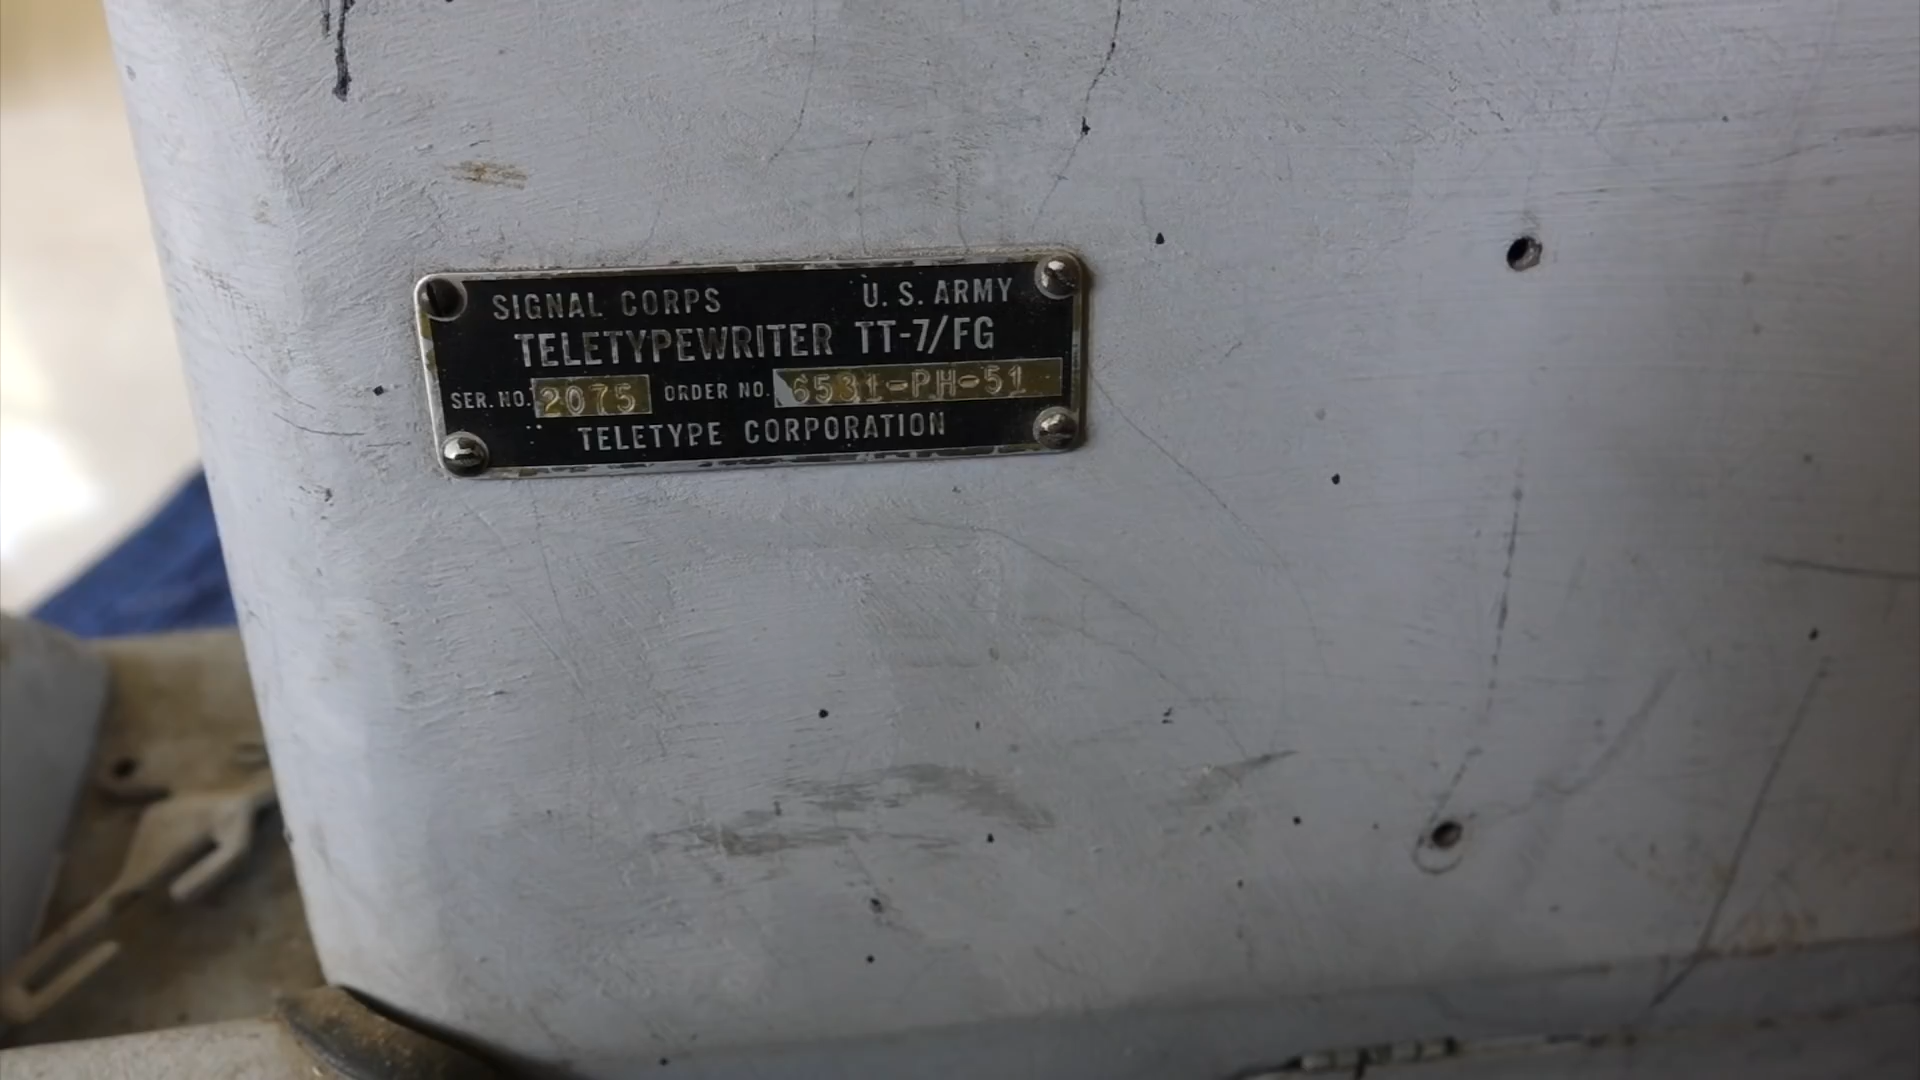 SIGNAL CORPS U. S. ARMY
TELETYPEWRITER TT-7/FG
SER. NO. 2075 ORDER NO. 6531-PH-51
TELETYPE CORPORATION